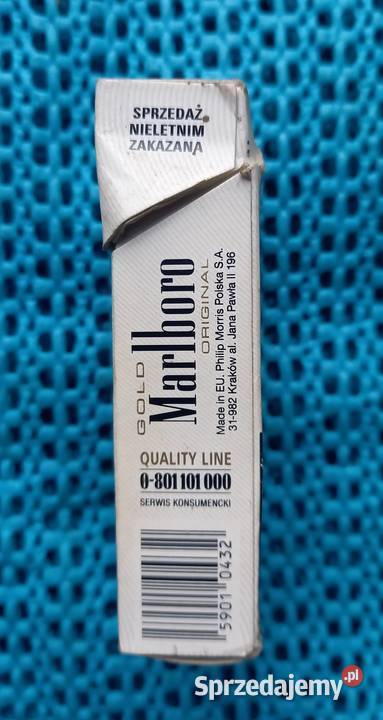 SPRZEDAŻ
NIELETNIM
ZAKAZANA
GOLD
Marlboro
ORIGINAL
Made in EU. Philip Morris Polska S.A.
31-982 Kraków al. Jana Pawła II 196
QUALITY LINE
0-801 101 000
SERWIS KONSUMENCKI
5901 0432
Sprzedajemy.pl